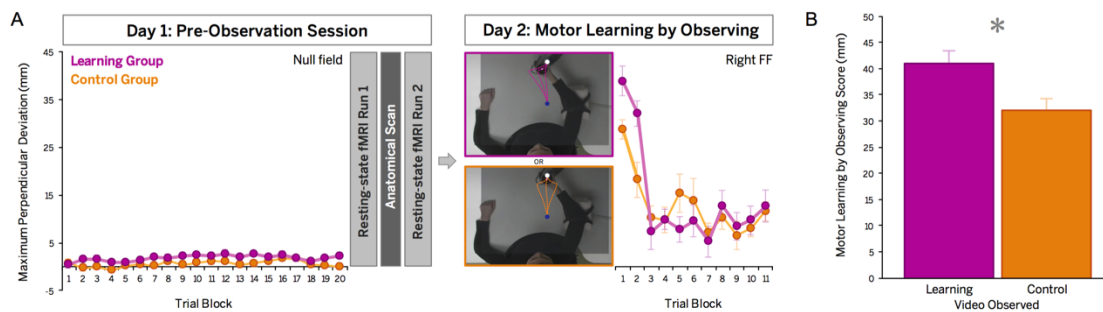 A
Day 1: Pre-Observation Session
Day 2: Motor Learning by Observing
Maximum Perpendicular Deviation (mm)
45
35
25
15
5
-5
Learning Group
Control Group
Null field
1 2 3 4 5 6 7 8 9 10 11 12 13 14 15 16 17 18 19 20
Trial Block
Resting-state fMRI Run 1
Anatomical Scan
Resting-state fMRI Run 2
OR
Right FF
1 2 3 4 5 6 7 8 9 10 11
Trial Block
B
Motor Learning by Observing Score (mm)
50
45
40
35
30
25
20
15
10
5
0
*
Learning Control
Video Observed